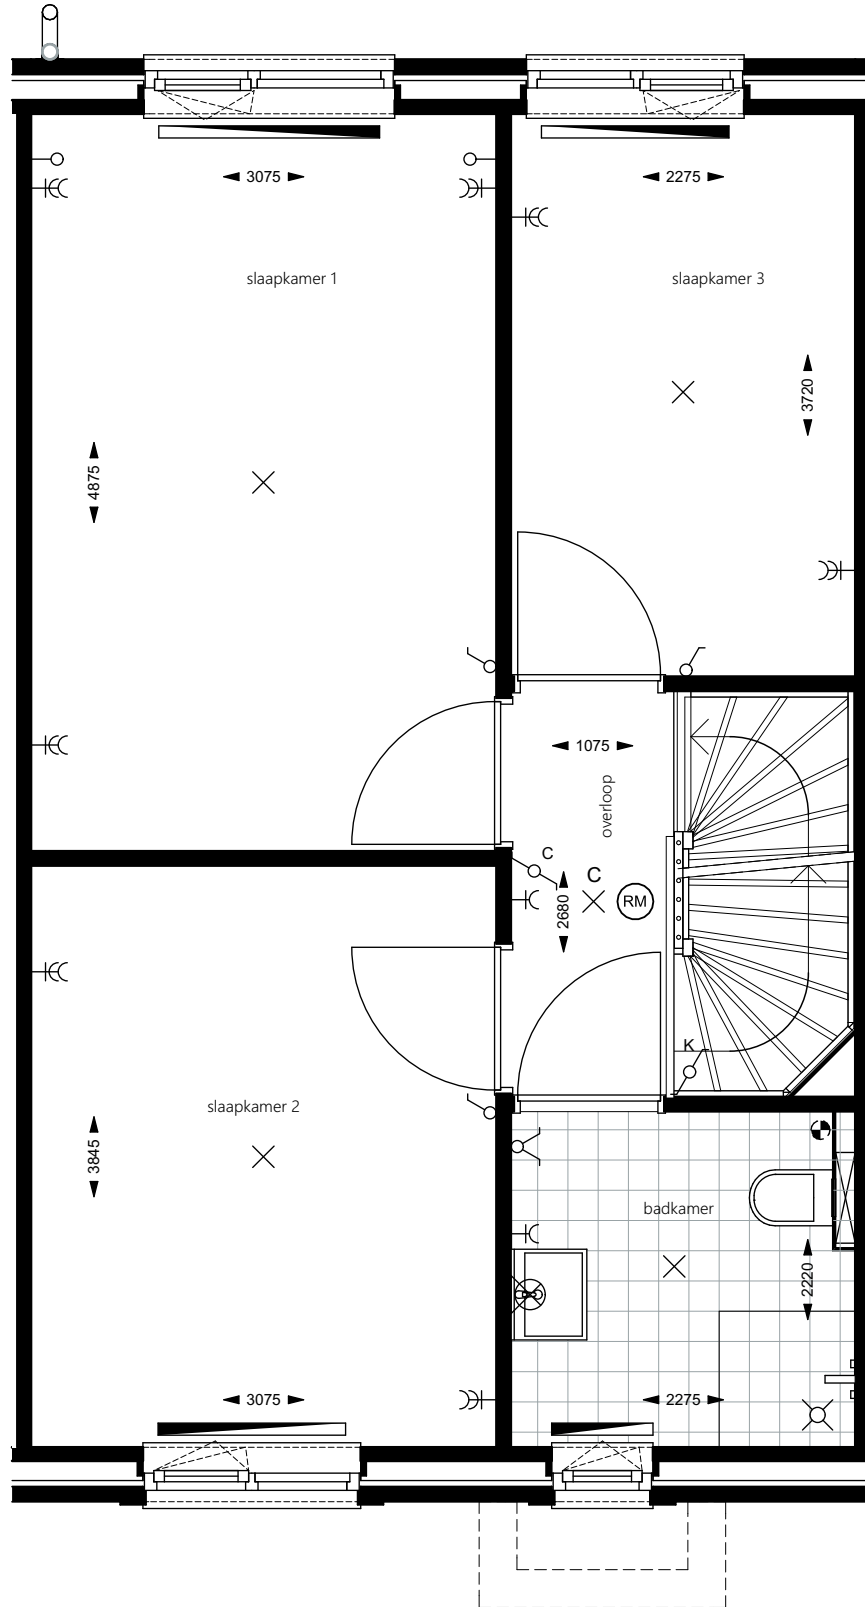 3075
2275
slaapkamer 1
slaapkamer 3
3720
4875
1075
overloop
C
C
RM
2680
K
slaapkamer 2
3845
badkamer
2220
3075
2275